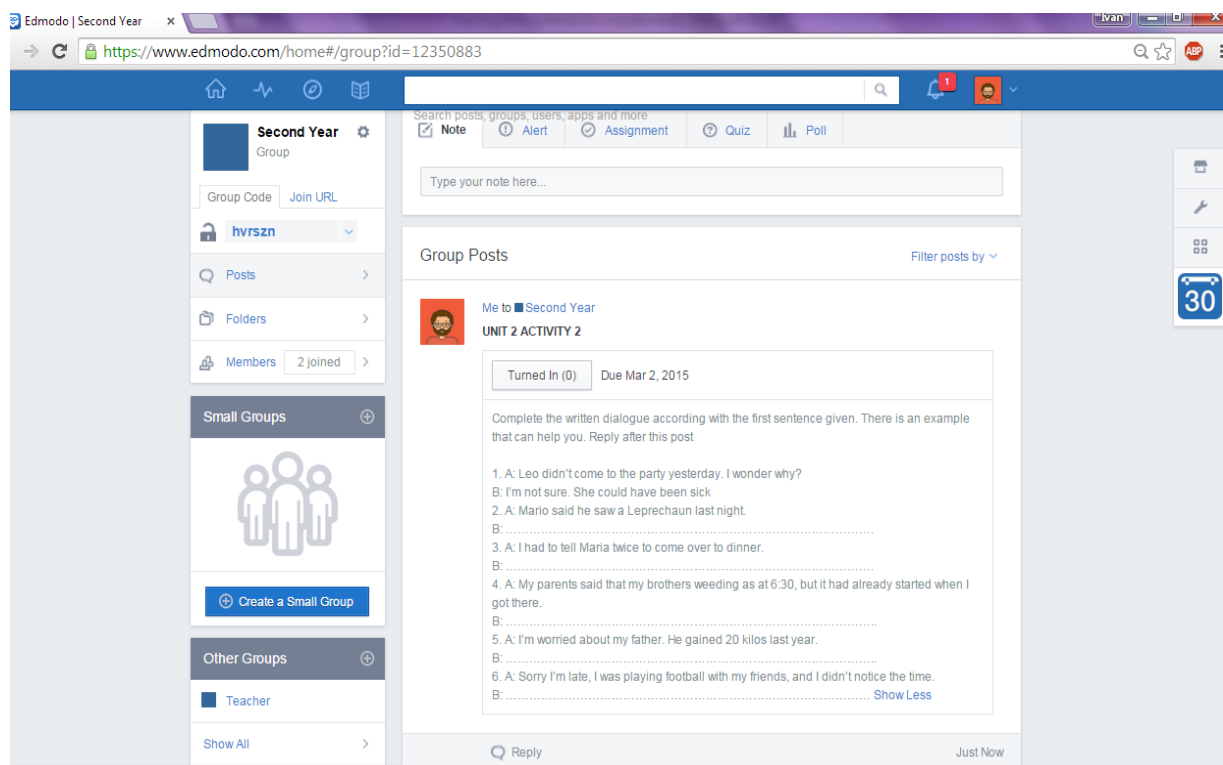 Edmodo | Second Year
Ivan
https://www.edmodo.com/home#/group?id=12350883
ABP
1
Search posts, groups, users, apps and more
Second Year
Group
Group Code Join URL
hvrszn
Posts
Folders
Members 2 joined
Small Groups
Create a Small Group
Other Groups
Teacher
Show All
Note Alert Assignment Quiz Poll
Type your note here...
Group Posts Filter posts by
Me to Second Year
UNIT 2 ACTIVITY 2
Turned In (0) Due Mar 2, 2015
Complete the written dialogue according with the first sentence given. There is an example
that can help you. Reply after this post
1. A: Leo didn't come to the party yesterday. I wonder why?
B: I'm not sure. She could have been sick
2. A: Mario said he saw a Leprechaun last night.
B: ................................................................................
3. A: I had to tell Maria twice to come over to dinner.
B: ................................................................................
4. A: My parents said that my brothers weeding as at 6:30, but it had already started when I
got there.
B: ................................................................................
5. A: I'm worried about my father. He gained 20 kilos last year.
B: ................................................................................
6. A: Sorry I'm late, I was playing football with my friends, and I didn't notice the time.
B: ................................................................................ Show Less
Reply Just Now
30